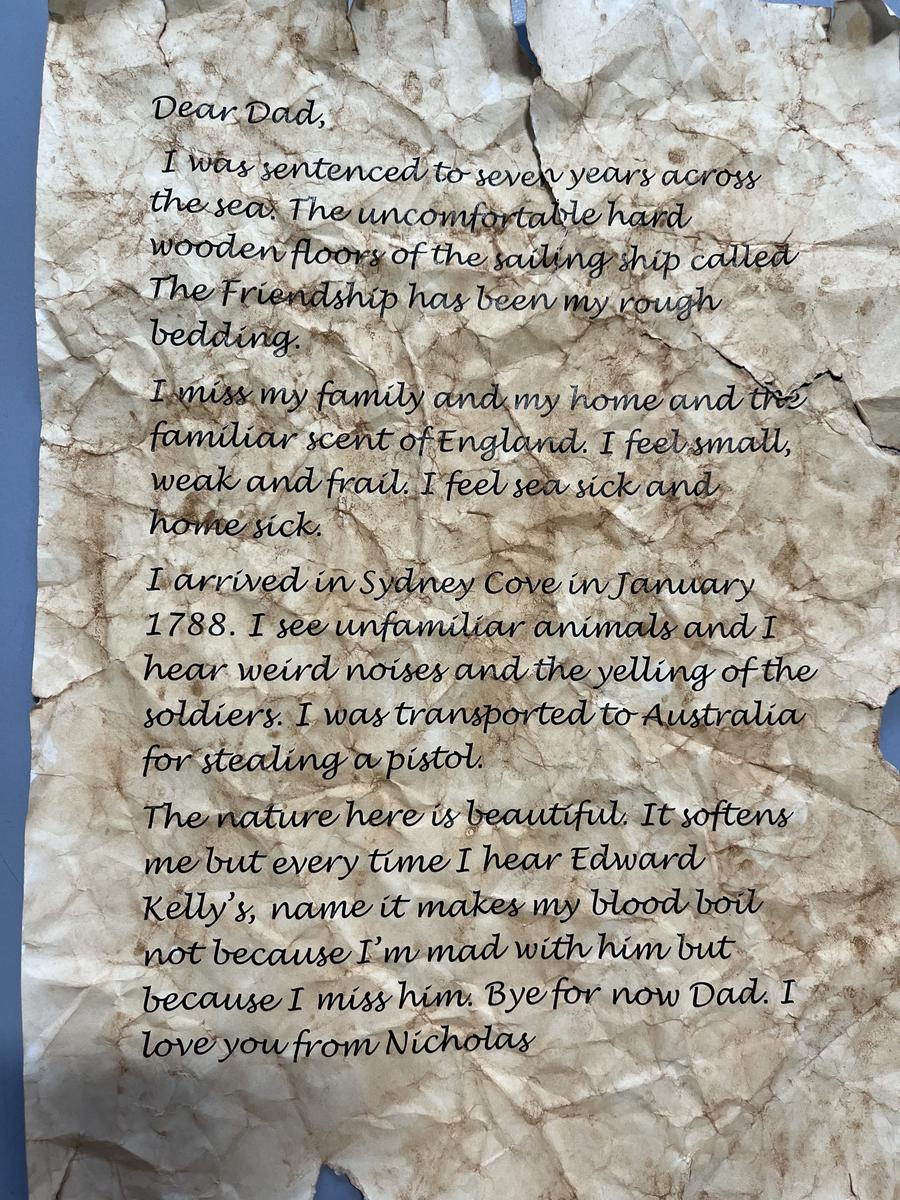 Dear Dad,
I was sentenced to seven years across
the sea. The uncomfortable hard
wooden floors of the sailing ship called
The Friendship has been my rough
bedding.
I miss my family and my home and the
familiar scent of England. I feel small,
weak and frail. I feel sea sick and
home sick.
I arrived in Sydney Cove in January
1788. I see unfamiliar animals and I
hear weird noises and the yelling of the
soldiers. I was transported to Australia
for stealing a pistol.
The nature here is beautiful. It softens
me but every time I hear Edward
Kelly's, name it makes my blood boil
not because I'm mad with him but
because I miss him. Bye for now Dad. I
love you from Nicholas